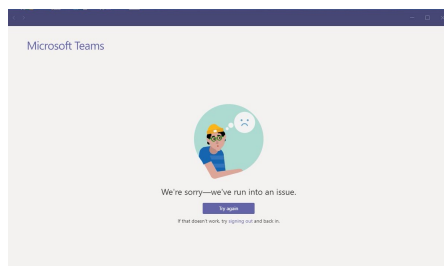 Microsoft Teams
We're sorry—we've run into an issue.
Try again
If that doesn't work, try signing out and back in.